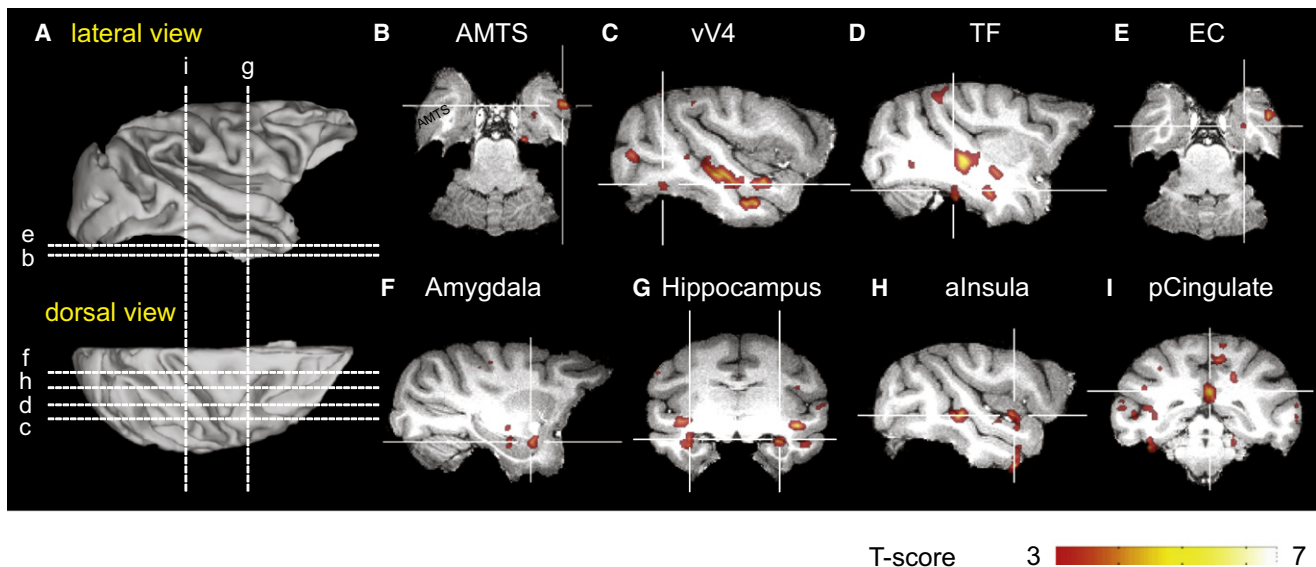 A lateral view
i g
e
b
dorsal view
f
h
d
c
B AMTS
AMTS
C vV4
D TF
E EC
F Amygdala
G Hippocampus
H aInsula
I pCingulate
T-score 3 7